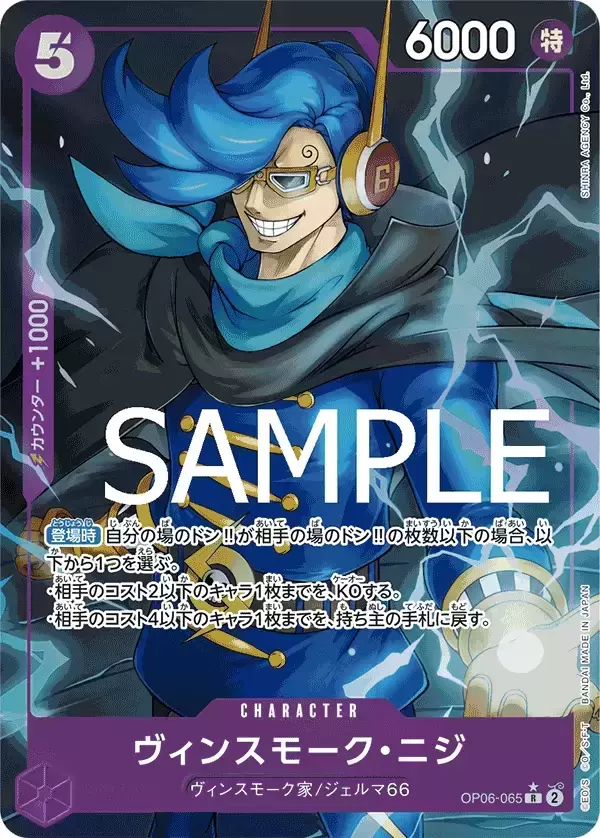 5
6000 特
6
カウンター +1000
SHINBA AGENCY Co., Ltd.
SAMPLE
登場時 自分の場のドン!!が相手の場のドン!!の枚数以下の場合、以
下から1つを選ぶ。
・相手のコスト2以下のキャラ1枚までを、KOする。
・相手のコスト4以下のキャラ1枚までを、持ち主の手札に戻す。
CHARACTER
ヴィンスモーク・ニジ
ヴィンスモーク家/ジェルマ66
OP06-065 R 2
©E.O/S. ©O/S・F・T BANDAI MADE IN JAPAN